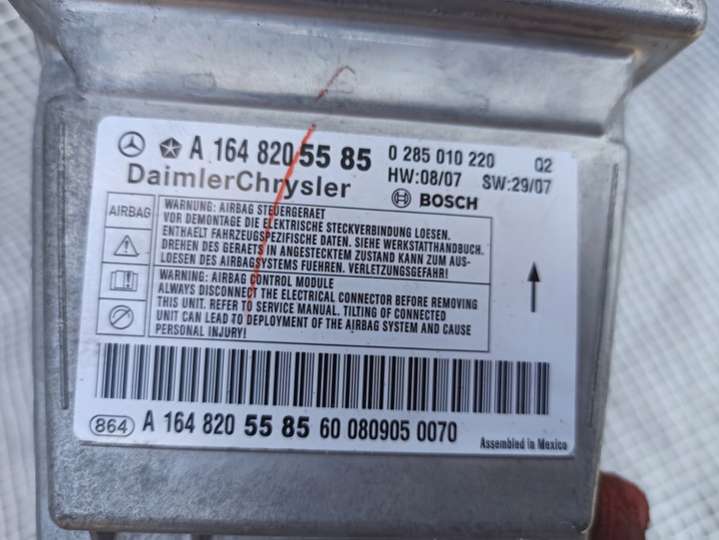 A 164 820 55 85 0 285 010 220 Q2
HW:08/07 SW:29/07
DaimlerChrysler BOSCH
AIRBAG
WARNUNG: AIRBAG STEUERGERAET
VOR DEMONTAGE DIE ELEKTRISCHE STECKVERBINDUNG LOESEN.
ENTHAELT FAHRZEUGSPEZIFISCHE DATEN. SIEHE WERKSTATTHANDBUCH.
DREHEN DES GERAETS IN ANGESTECKTEM ZUSTAND KANN ZUM AUS-
LOESEN DES AIRBAGSYSTEMS FUEHREN. VERLETZUNGSGEFAHR!
WARNING: AIRBAG CONTROL MODULE
ALWAYS DISCONNECT THE ELECTRICAL CONNECTOR BEFORE REMOVING
THIS UNIT. REFER TO SERVICE MANUAL. TILTING OF CONNECTED
UNIT CAN LEAD TO DEPLOYMENT OF THE AIRBAG SYSTEM AND CAUSE
PERSONAL INJURY!
864 A 164 820 55 85 60 080905 0070
Assembled in Mexico